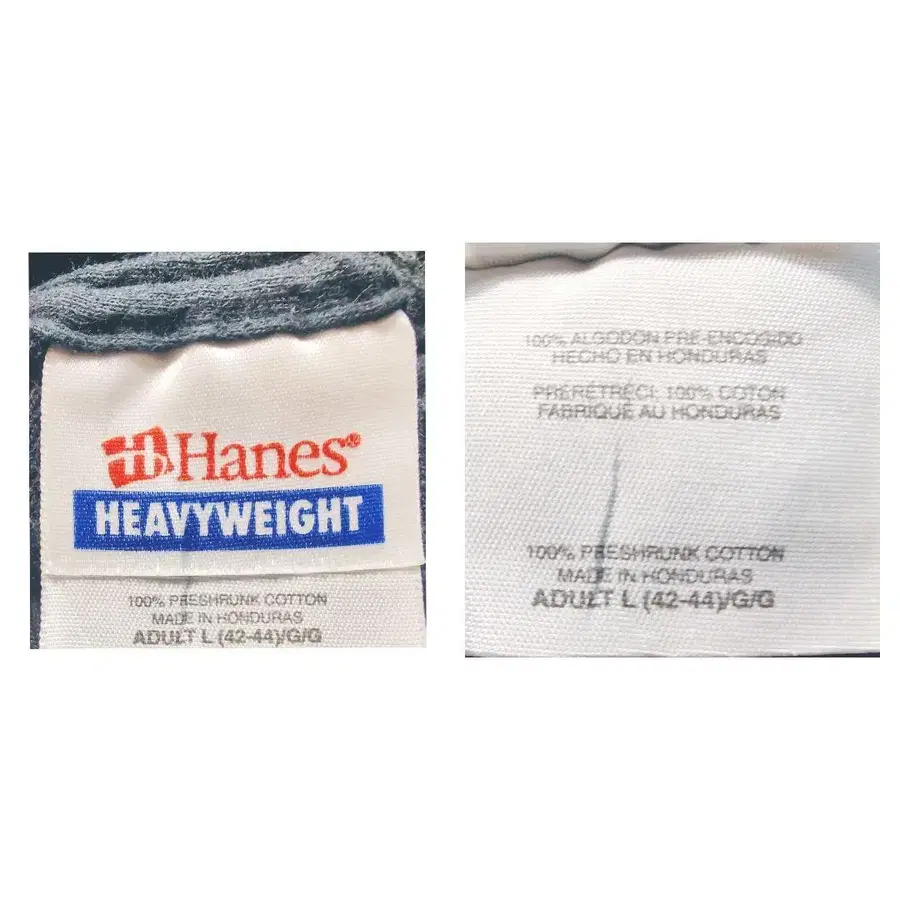 Hanes®
HEAVYWEIGHT
100% PRESHRUNK COTTON
MADE IN HONDURAS
ADULT L (42-44)/G/G
100% ALGODON PRE-ENCOGIDO
HECHO EN HONDURAS
PRERÉTRÉCI, 100% COTON
FABRIQUÉ AU HONDURAS
100% PRESHRUNK COTTON
MADE IN HONDURAS
ADULT L (42-44)/G/G